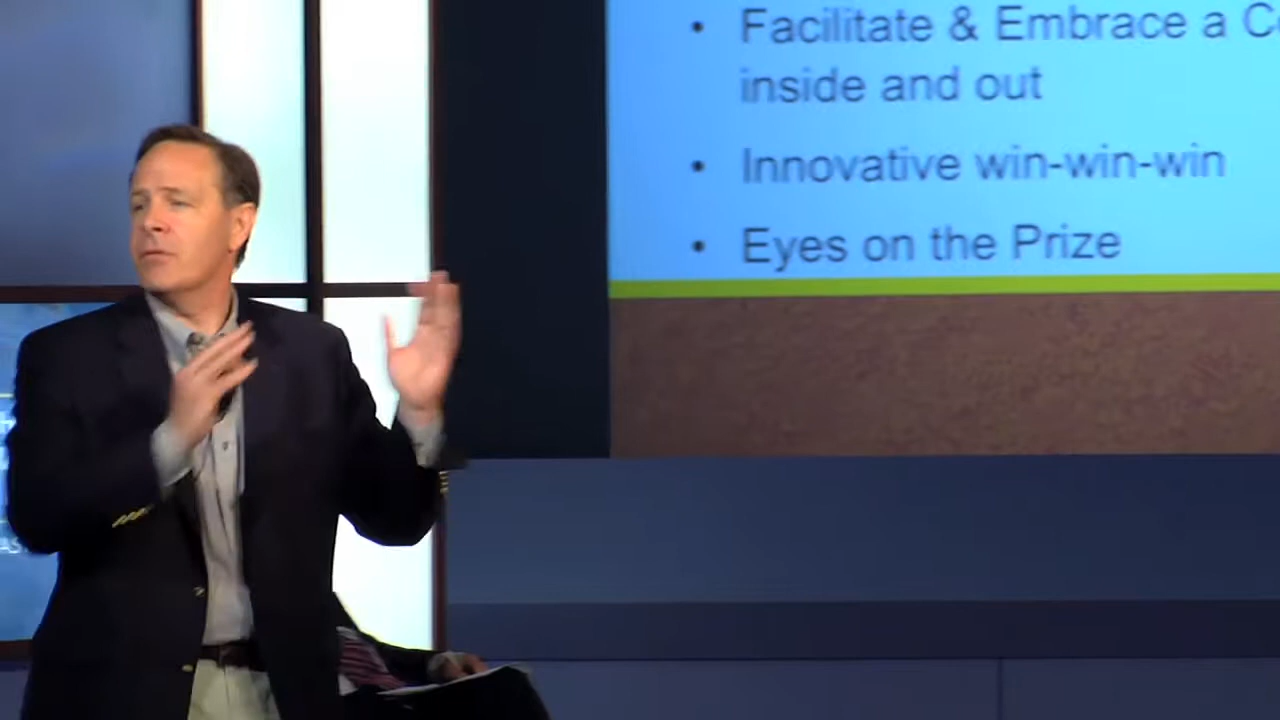 • Facilitate & Embrace a
inside and out
• Innovative win-win-win
• Eyes on the Prize